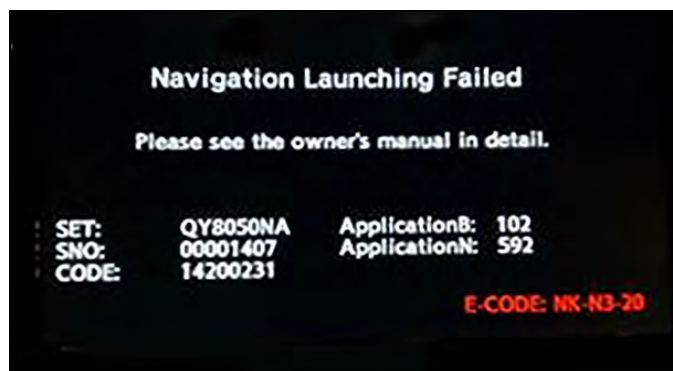 Navigation Launching Failed
Please see the owner's manual in detail.
SET: QY8050NA ApplicationB: 102
SNO: 00001407 ApplicationN: 592
CODE: 14200231
E-CODE: NK-N3-20